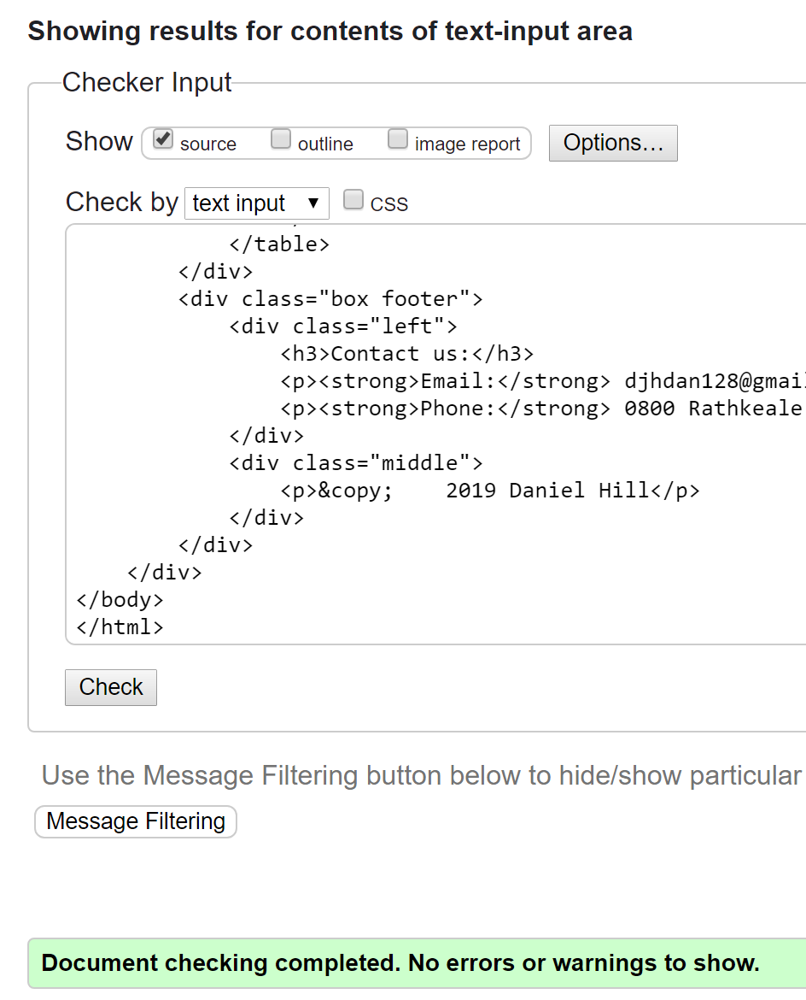 Showing results for contents of text-input area
Checker Input
Show source outline image report Options...
Check by text input CSS
</table>
</div>
<div class="box footer">
<div class="left">
<h3>Contact us:</h3>
<p><strong>Email:</strong> djhdan128@gmail
<p><strong>Phone:</strong> 0800 Rathkeale
</div>
<div class="middle">
<p>&copy;    2019 Daniel Hill</p>
</div>
</div>
</div>
</body>
</html>
Check
Use the Message Filtering button below to hide/show particular
Message Filtering
Document checking completed. No errors or warnings to show.